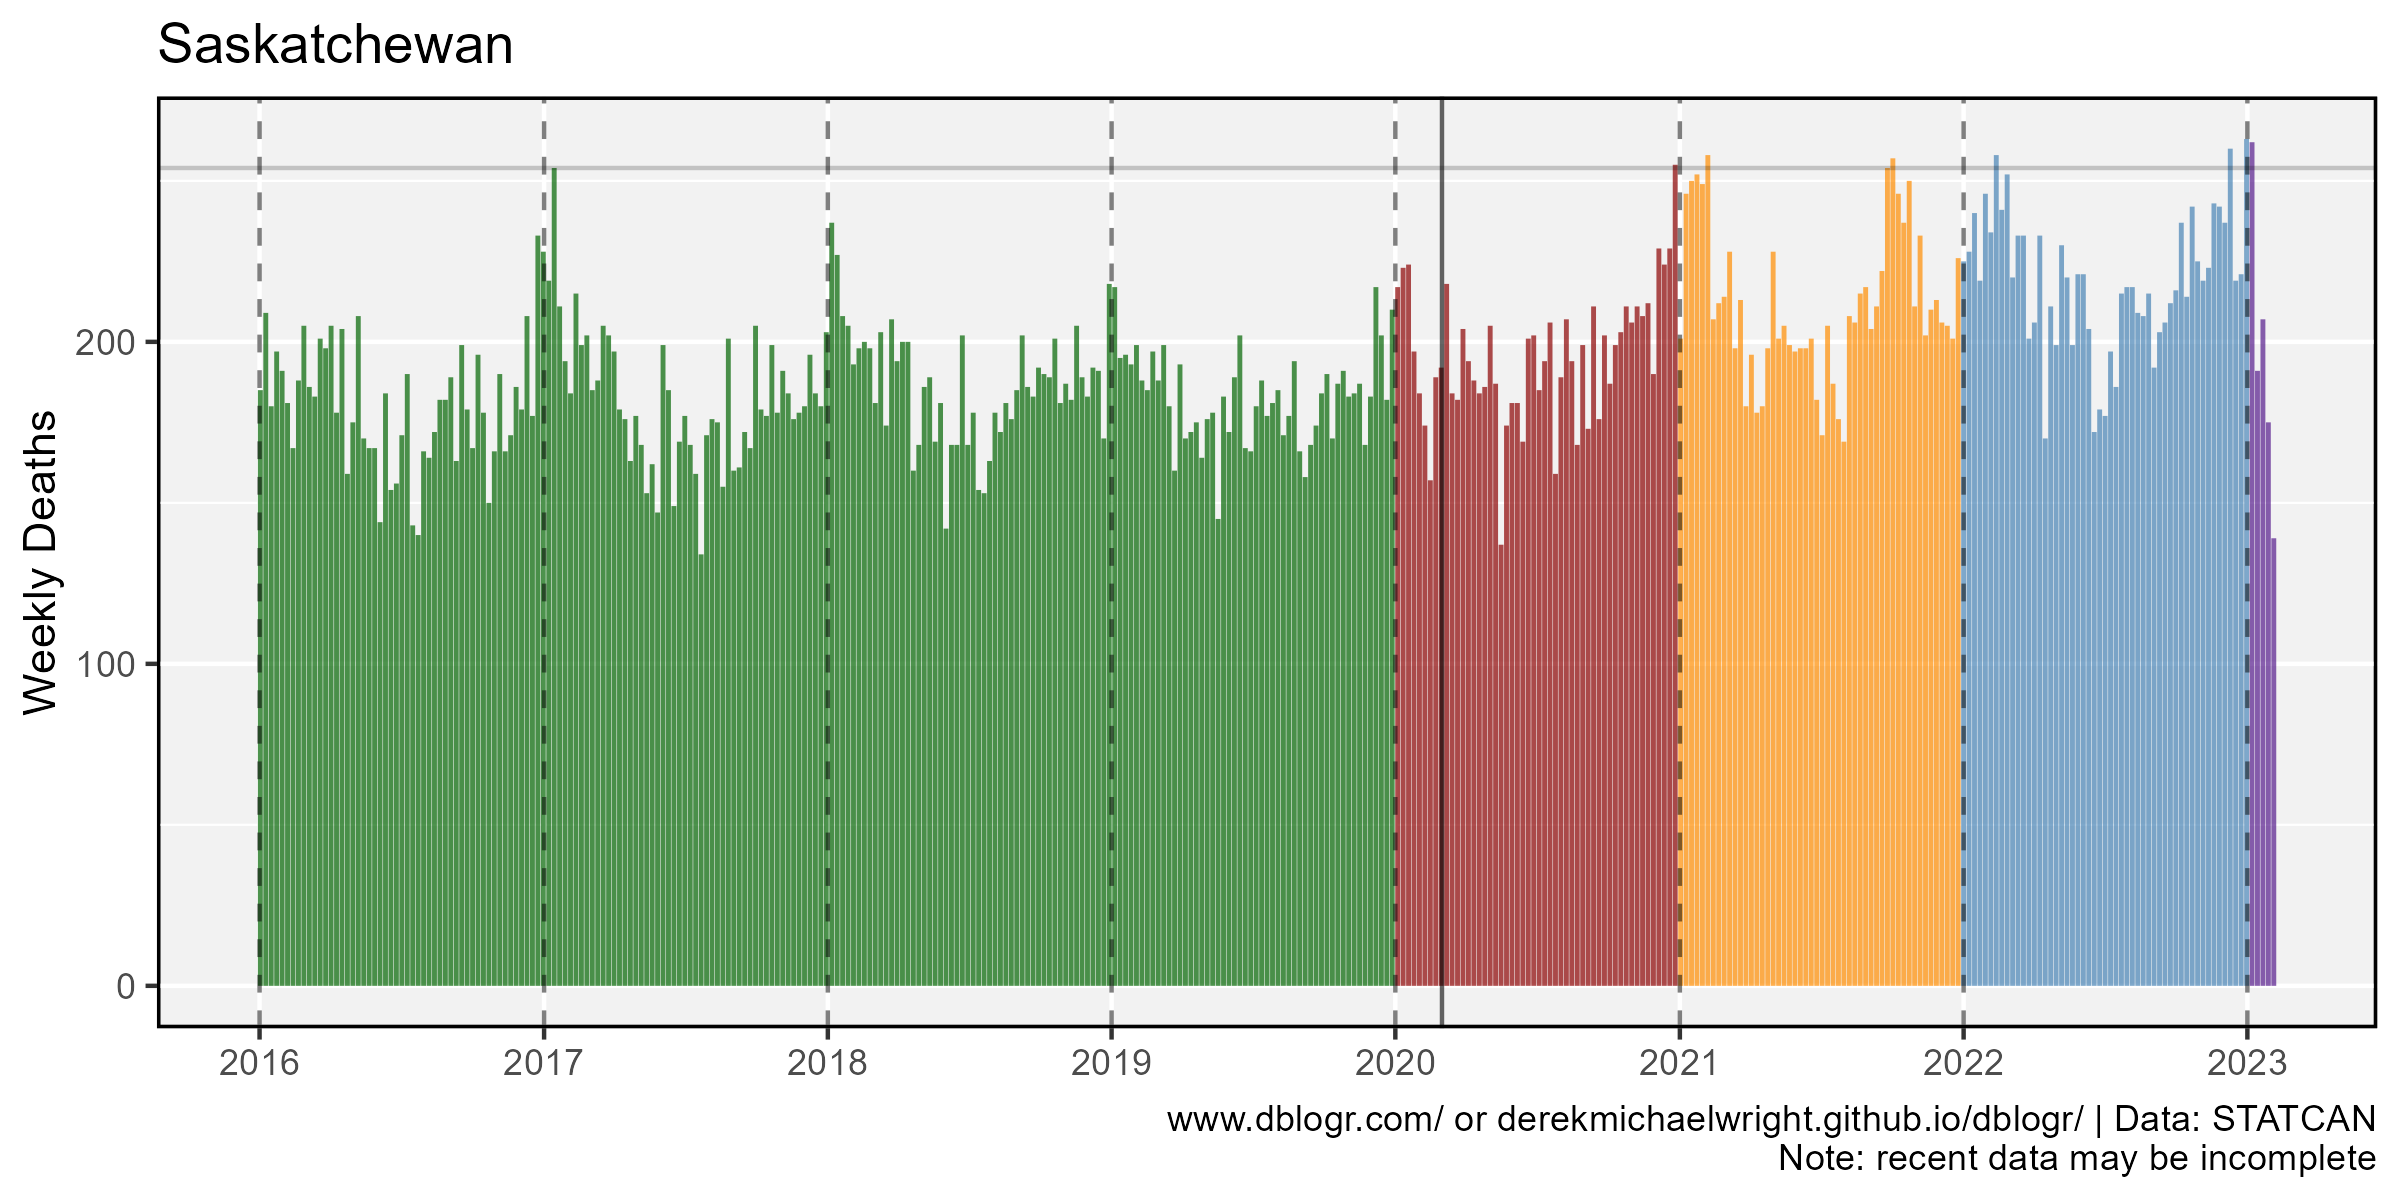 Saskatchewan
Weekly Deaths
200
100
0
2016 2017 2018 2019 2020 2021 2022 2023
www.dblogr.com/ or derekmichaelwright.github.io/dblogr/ | Data: STATCAN
Note: recent data may be incomplete